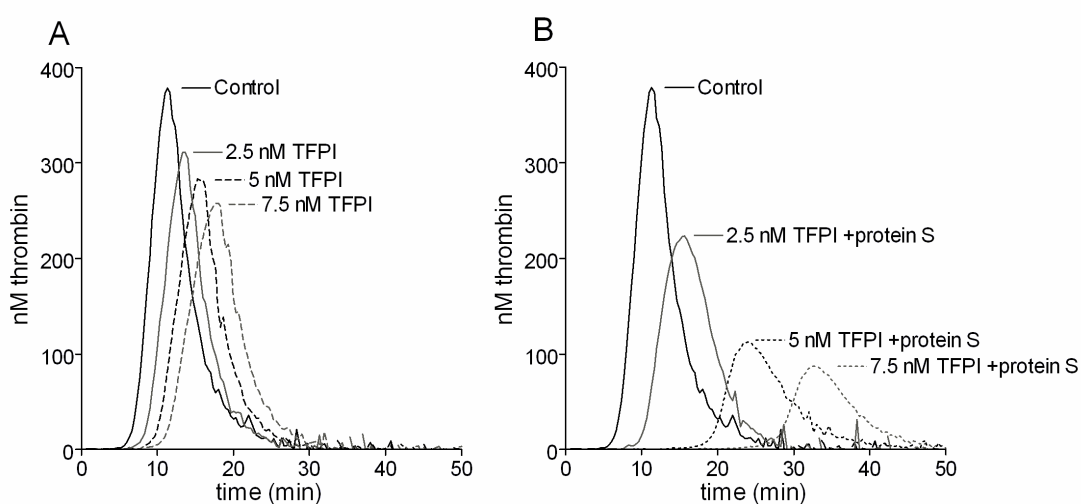 A
400
300
200
100
0
nM thrombin
Control
2.5 nM TFPI
5 nM TFPI
7.5 nM TFPI
0 10 20 30 40 50
time (min)
B
400
300
200
100
0
nM thrombin
Control
2.5 nM TFPI +protein S
5 nM TFPI +protein S
7.5 nM TFPI +protein S
0 10 20 30 40 50
time (min)